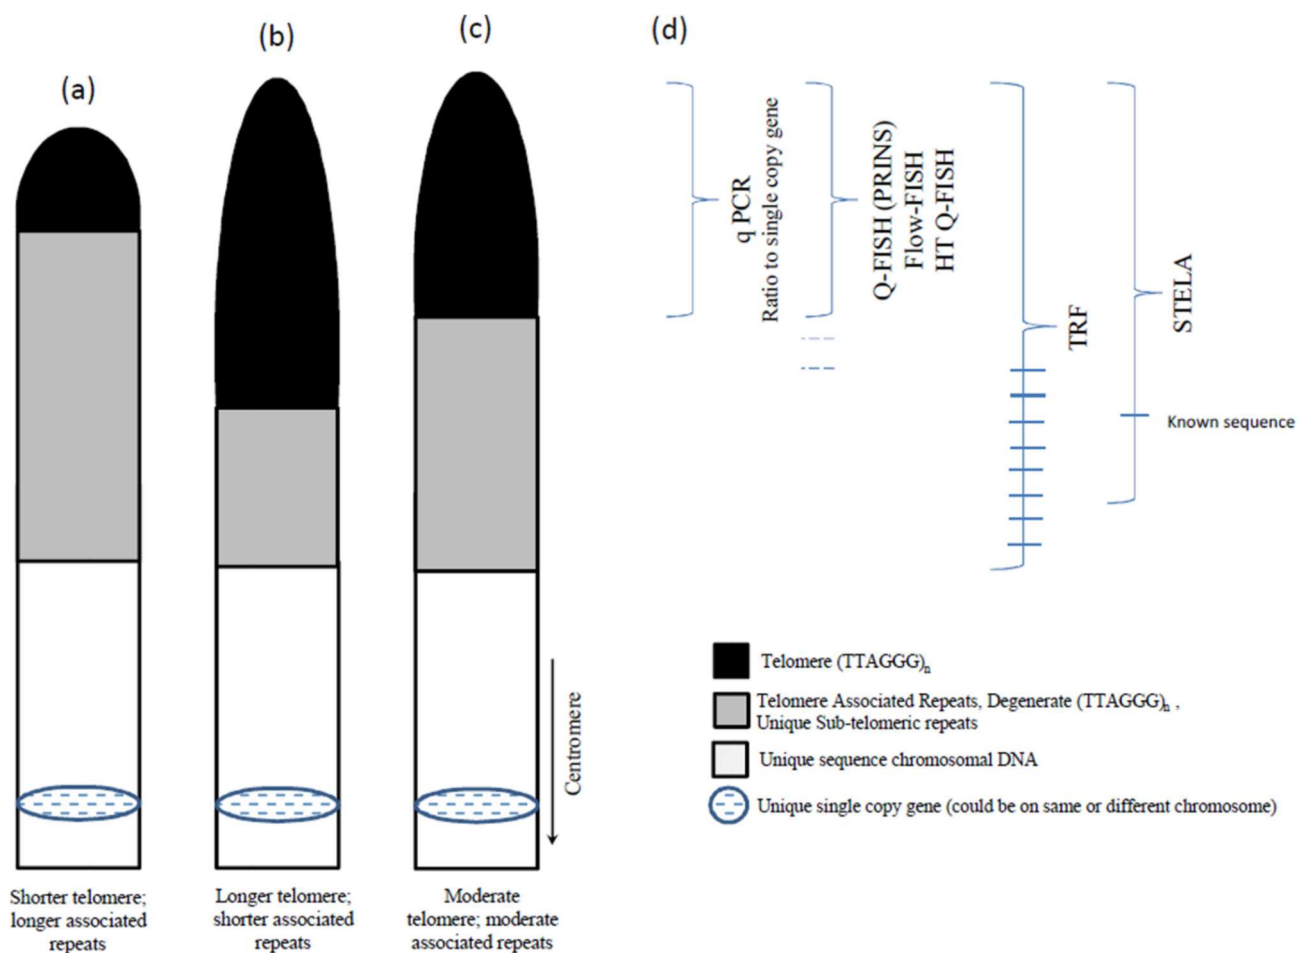 (a)
(b)
(c)
(d)
q PCR
Ratio to single copy gene
Q-FISH (PRINS)
Flow-FISH
HT Q-FISH
TRF
STELA
Known sequence
Centromere
Telomere (TTAGGG)n
Telomere Associated Repeats, Degenerate (TTAGGG)n ,
Unique Sub-telomeric repeats
Unique sequence chromosomal DNA
Unique single copy gene (could be on same or different chromosome)
Shorter telomere;
longer associated
repeats
Longer telomere;
shorter associated
repeats
Moderate
telomere; moderate
associated repeats